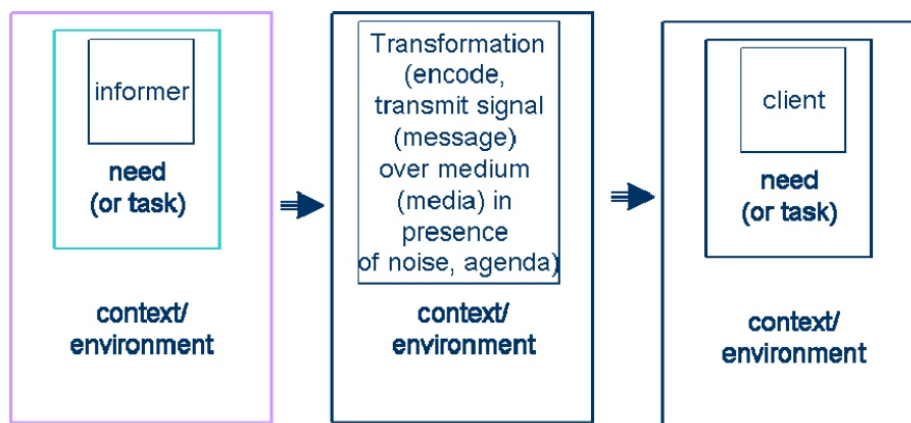 informer
need
(or task)
context/
environment
Transformation
(encode,
transmit signal
(message)
over medium
(media) in
presence
of noise, agenda)
context/
environment
client
need
(or task)
context/
environment